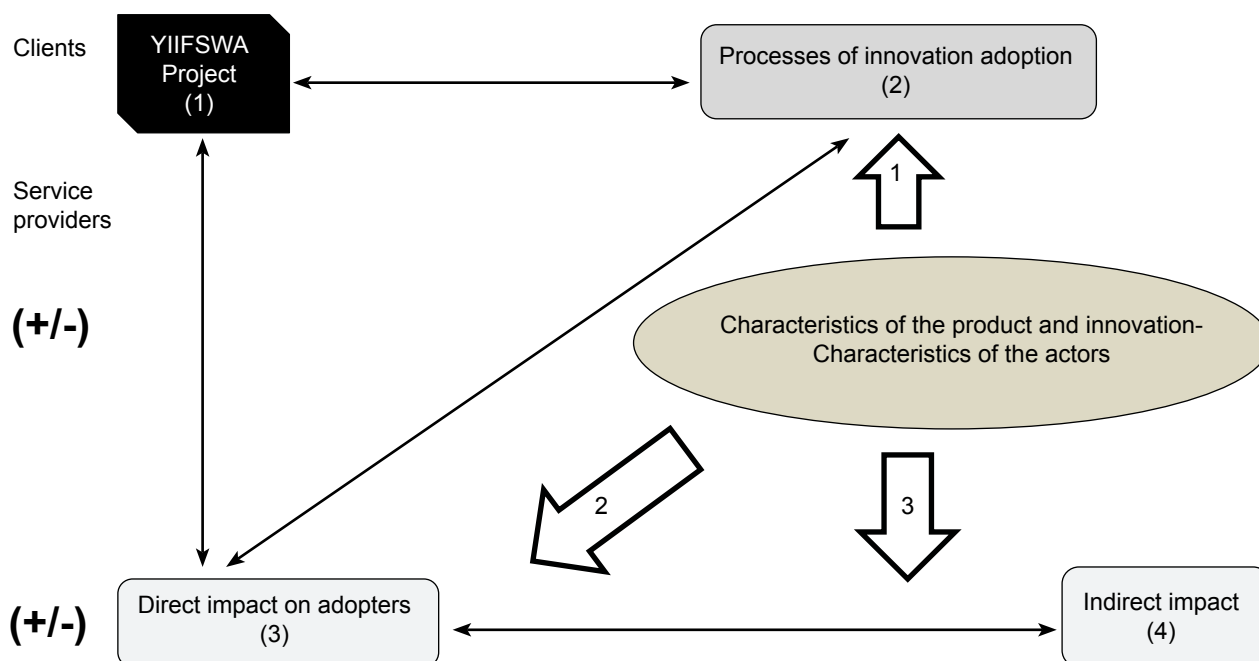 Clients
YIIFSWA
Project
(1)
Processes of innovation adoption
(2)
Service
providers
1
(+/-)
Characteristics of the product and innovation-
Characteristics of the actors
2
3
(+/-)
Direct impact on adopters
(3)
Indirect impact
(4)